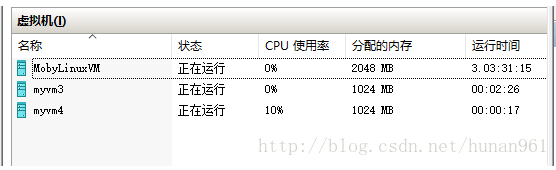 虚拟机(I)
名称 状态 CPU 使用率 分配的内存 运行时间
MobyLinuxVM 正在运行 0% 2048 MB 3.03:31:15
myvm3 正在运行 0% 1024 MB 00:02:26
myvm4 正在运行 10% 1024 MB 00:00:17
http://blog.csdn.net/hunan961